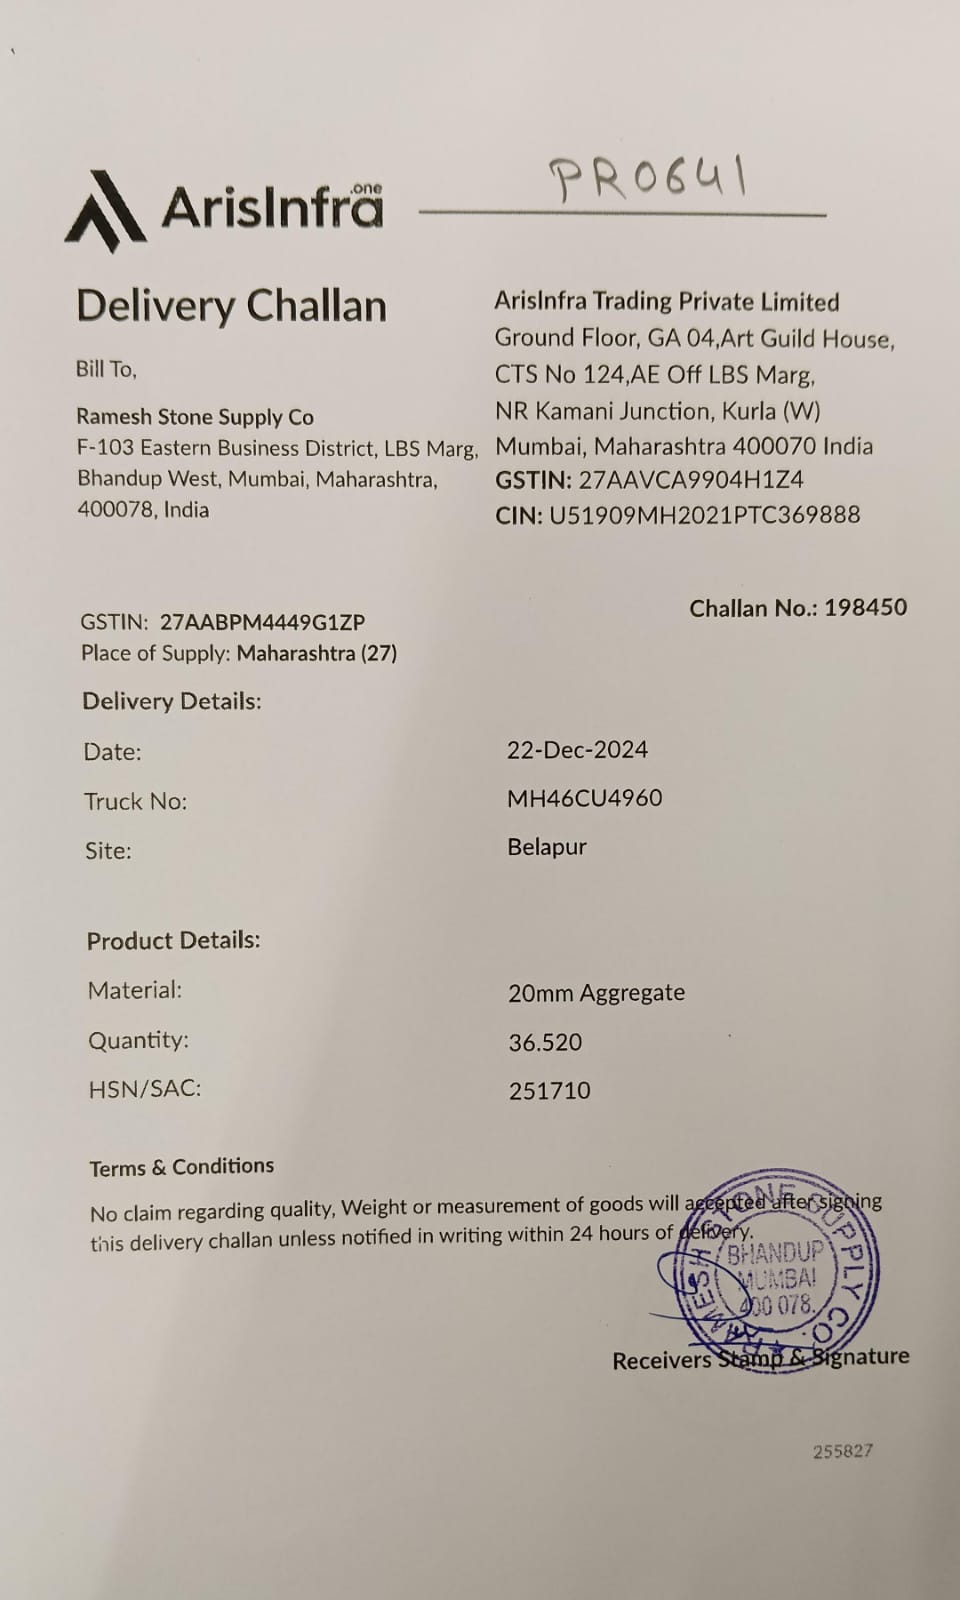 PR0641
ArisInfra .one
Delivery Challan
Bill To,
Ramesh Stone Supply Co
F-103 Eastern Business District, LBS Marg,
Bhandup West, Mumbai, Maharashtra,
400078, India
ArisInfra Trading Private Limited
Ground Floor, GA 04,Art Guild House,
CTS No 124,AE Off LBS Marg,
NR Kamani Junction, Kurla (W)
Mumbai, Maharashtra 400070 India
GSTIN: 27AAVCA9904H1Z4
CIN: U51909MH2021PTC369888
Challan No.: 198450
GSTIN: 27AABPM4449G1ZP
Place of Supply: Maharashtra (27)
Delivery Details:
Date: 22-Dec-2024
Truck No: MH46CU4960
Site: Belapur
Product Details:
Material: 20mm Aggregate
Quantity: 36.520
HSN/SAC: 251710
Terms & Conditions
No claim regarding quality, Weight or measurement of goods will accepted after signing
this delivery challan unless notified in writing within 24 hours of delivery.
RAMESH STONE SUPPLY CO.
BHANDUP
MUMBAI
400 078.
Receivers Stamp & Signature
255827